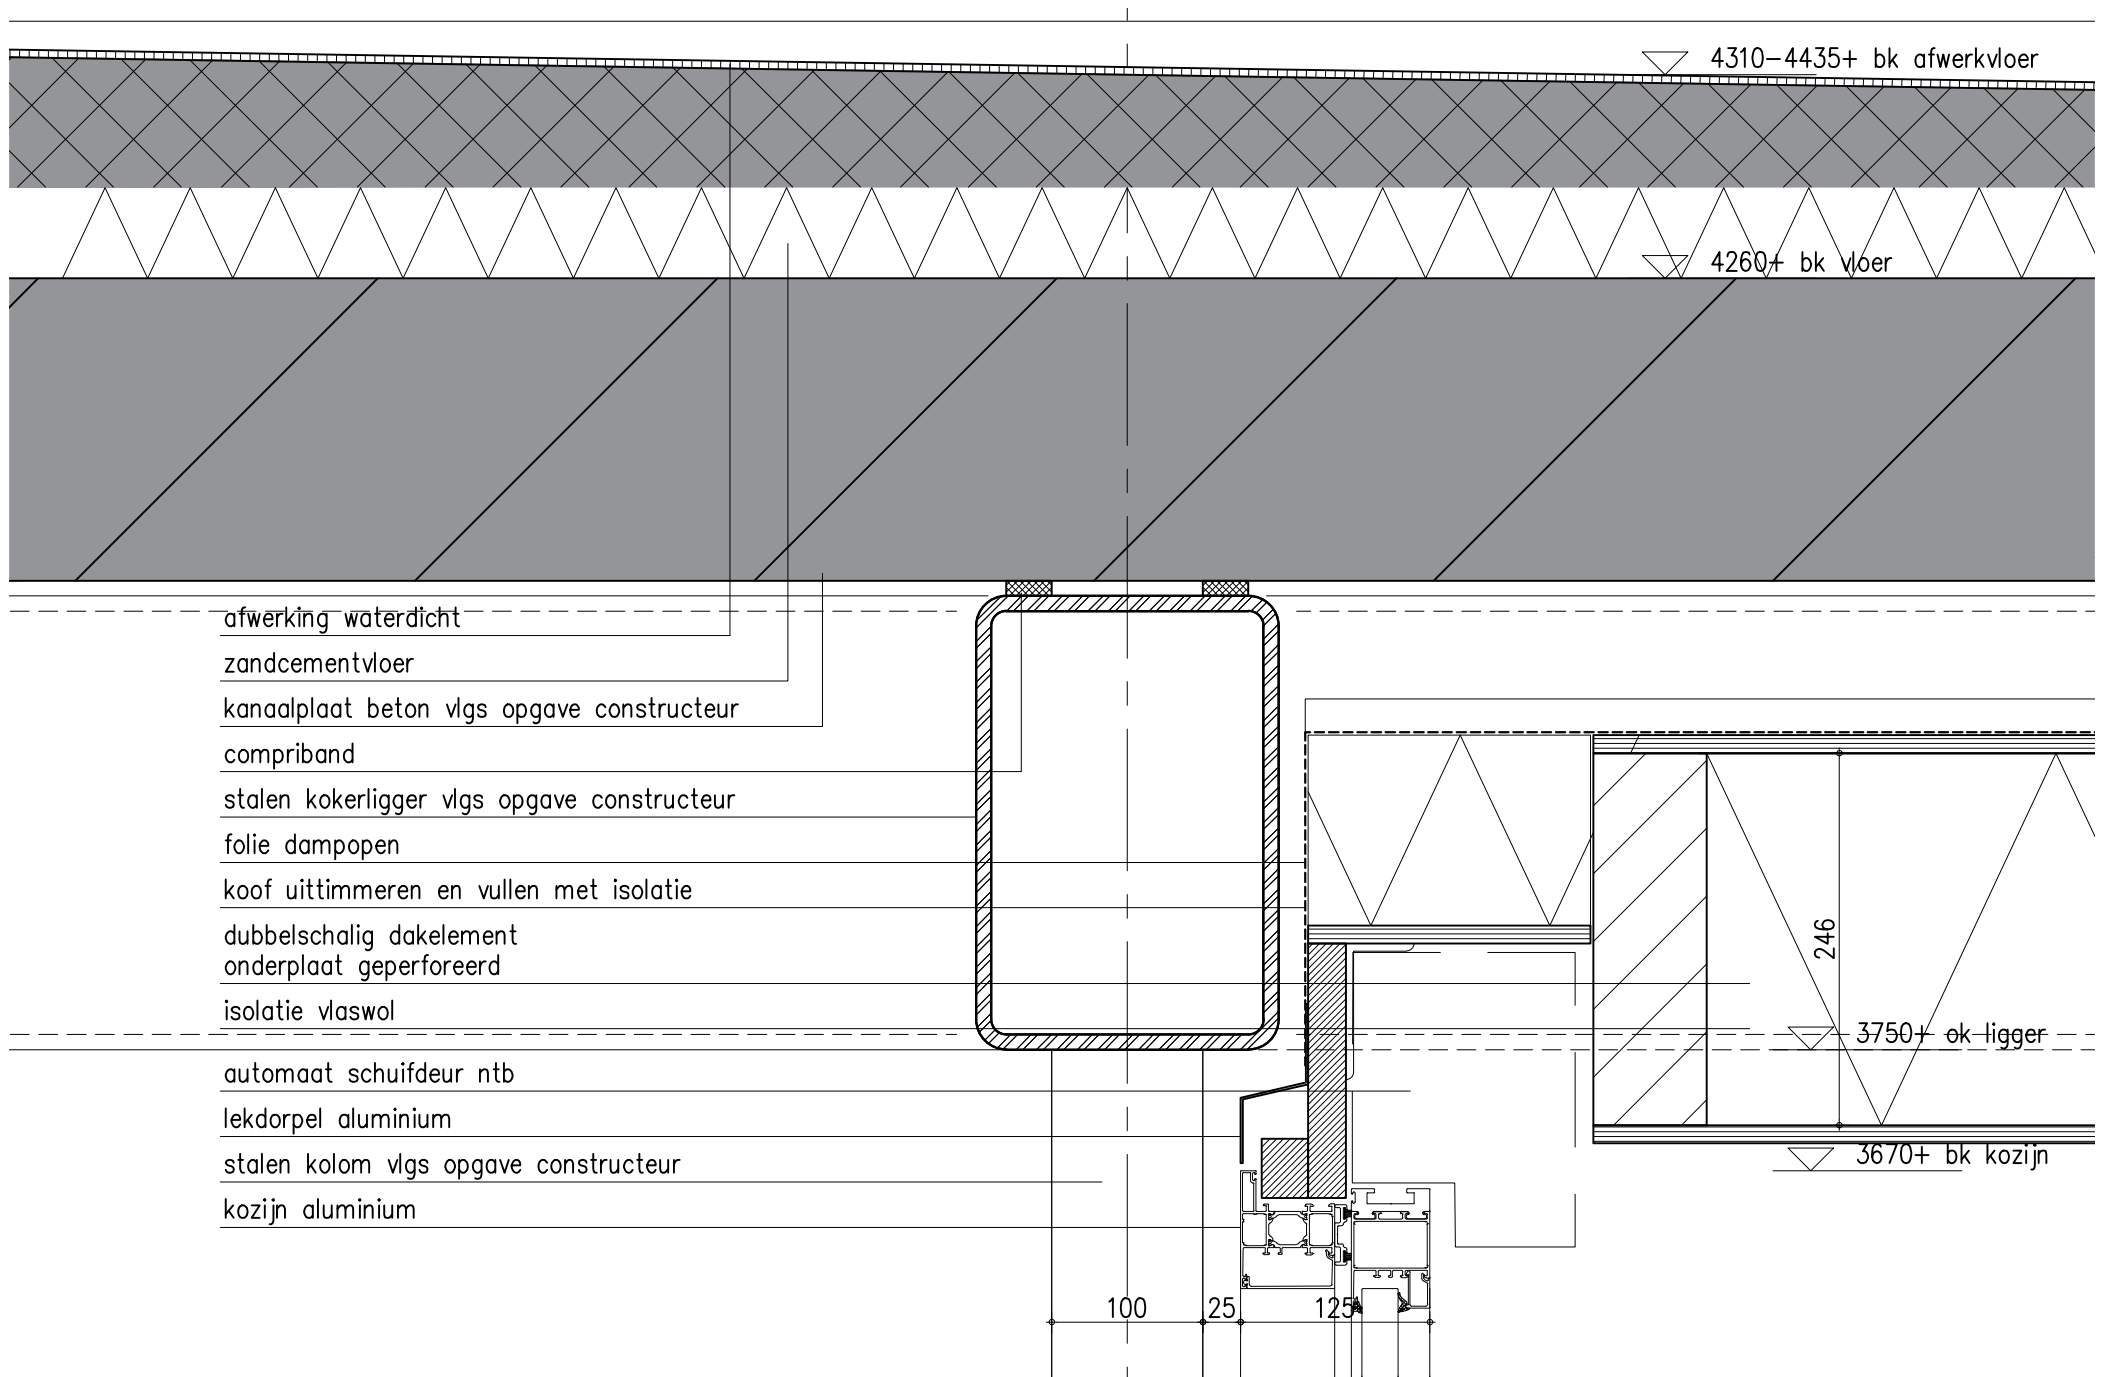 4310-4435+ bk afwerkvloer
4260+ bk vloer
afwerking waterdicht
zandcementvloer
kanaalplaat beton vlgs opgave constructeur
compriband
stalen kokerligger vlgs opgave constructeur
folie dampopen
koof uittimmeren en vullen met isolatie
dubbelschalig dakelement
onderplaat geperforeerd
isolatie vlaswol
automaat schuifdeur ntb
lekdorpel aluminium
stalen kolom vlgs opgave constructeur
kozijn aluminium
246
3750+ ok ligger
3670+ bk kozijn
100
25
125